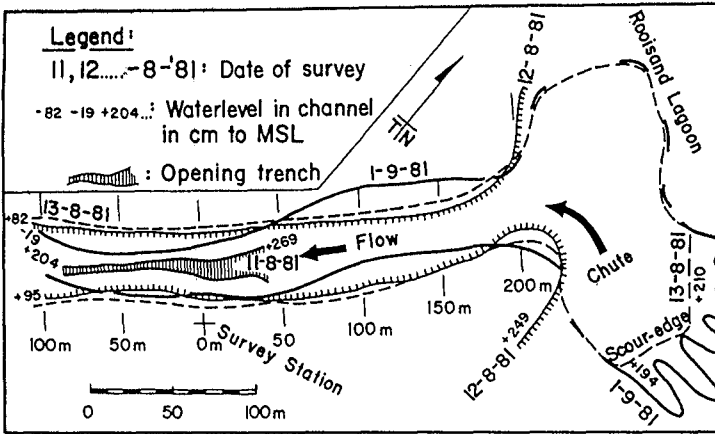 Legend:
11, 12.....-8-'81: Date of survey
-82 -19 +204..: Waterlevel in channel
in cm to MSL
: Opening trench
TN
12-8-81
Rooisand Lagoon
1-9-81
13-8-81
+82
-19
+204
+269
11-8-81
Flow
Chute
+95
100m
50m
0m
50
100m
150m
200m
Survey Station
12-8-81
+249
13-8-81
+210
Scour-edge
+194
1-9-81
0
50
100m